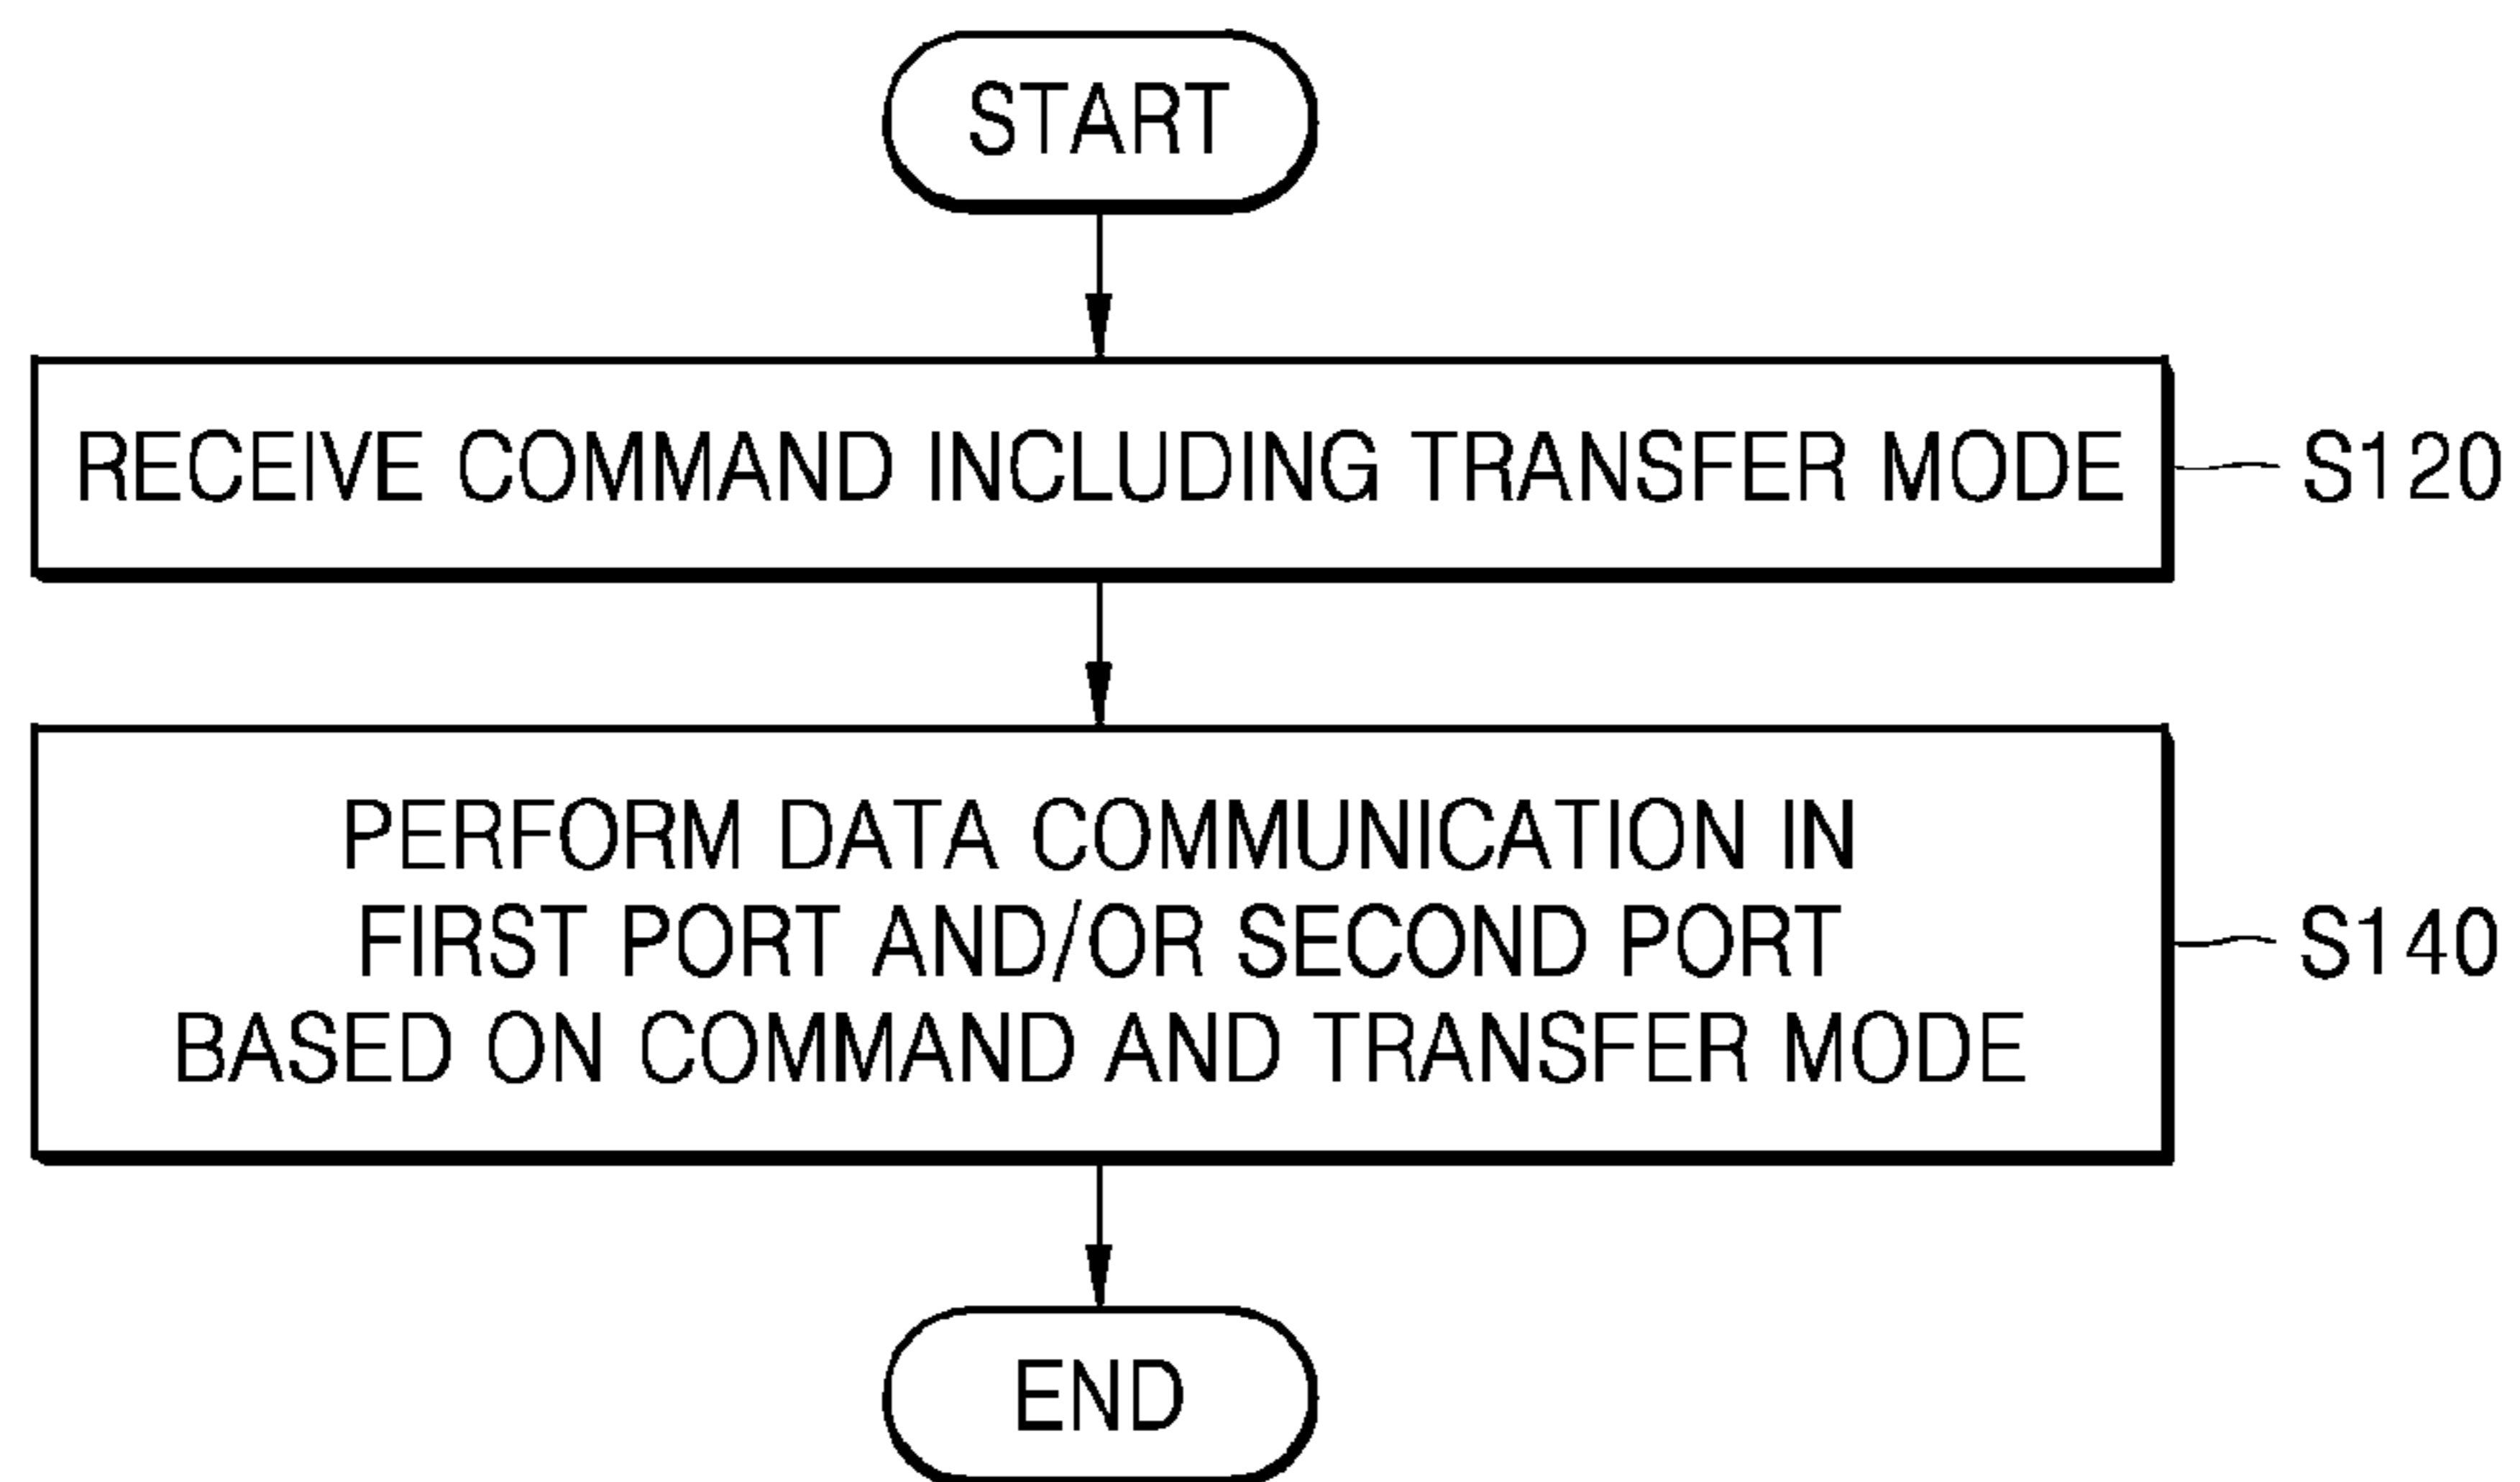 START
RECEIVE COMMAND INCLUDING TRANSFER MODE
S120
PERFORM DATA COMMUNICATION IN
FIRST PORT AND/OR SECOND PORT
BASED ON COMMAND AND TRANSFER MODE
S140
END